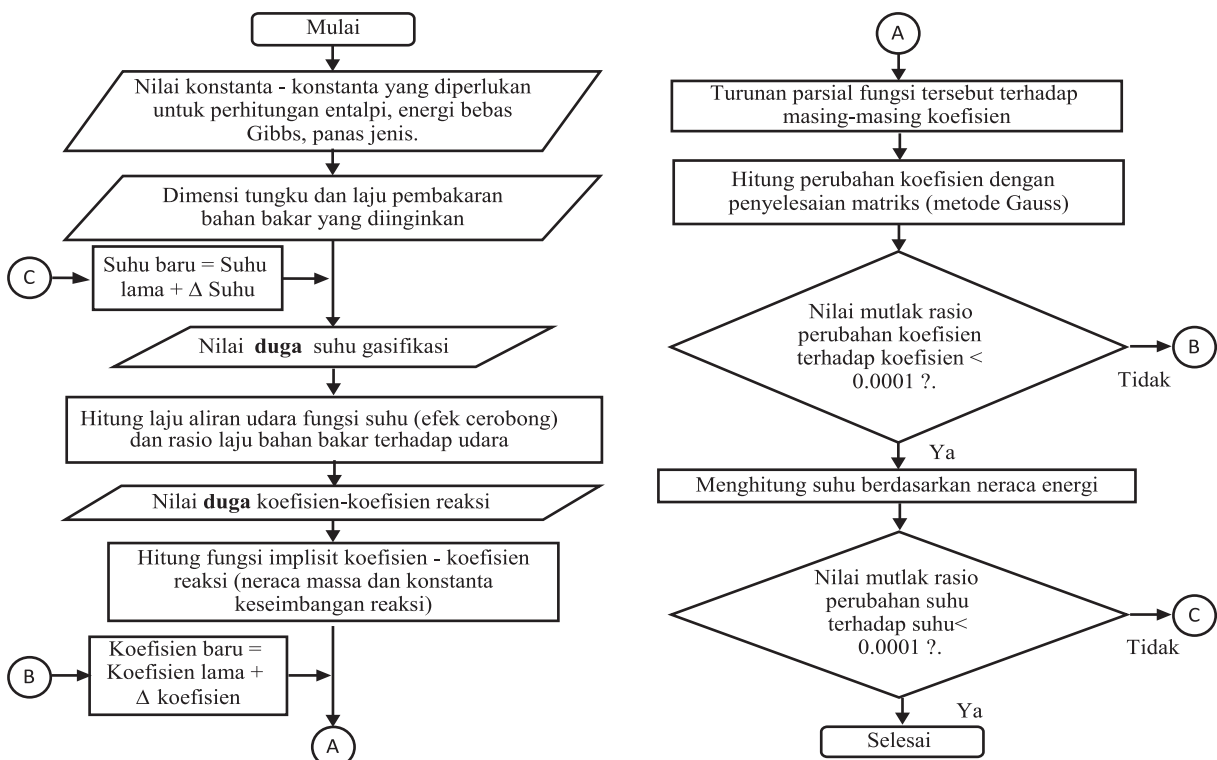 Mulai
Nilai konstanta - konstanta yang diperlukan
untuk perhitungan entalpi, energi bebas
Gibbs, panas jenis.
Dimensi tungku dan laju pembakaran
bahan bakar yang diinginkan
C
Suhu baru = Suhu
lama + Δ Suhu
Nilai duga suhu gasifikasi
Hitung laju aliran udara fungsi suhu (efek cerobong)
dan rasio laju bahan bakar terhadap udara
Nilai duga koefisien-koefisien reaksi
Hitung fungsi implisit koefisien - koefisien
reaksi (neraca massa dan konstanta
keseimbangan reaksi)
B
Koefisien baru =
Koefisien lama +
Δ koefisien
A
A
Turunan parsial fungsi tersebut terhadap
masing-masing koefisien
Hitung perubahan koefisien dengan
penyelesaian matriks (metode Gauss)
Nilai mutlak rasio
perubahan koefisien
terhadap koefisien <
0.0001 ?.
B
Tidak
Ya
Menghitung suhu berdasarkan neraca energi
Nilai mutlak rasio
perubahan suhu
terhadap suhu<
0.0001 ?.
C
Tidak
Ya
Selesai